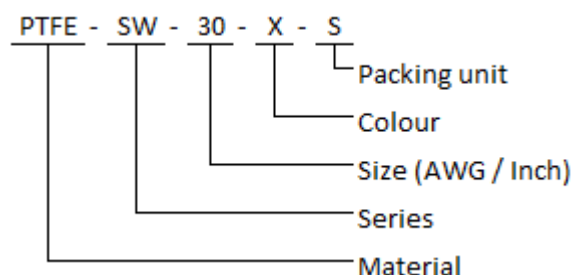 PTFE - SW - 30 - X - S
Packing unit
Colour
Size (AWG / Inch)
Series
Material